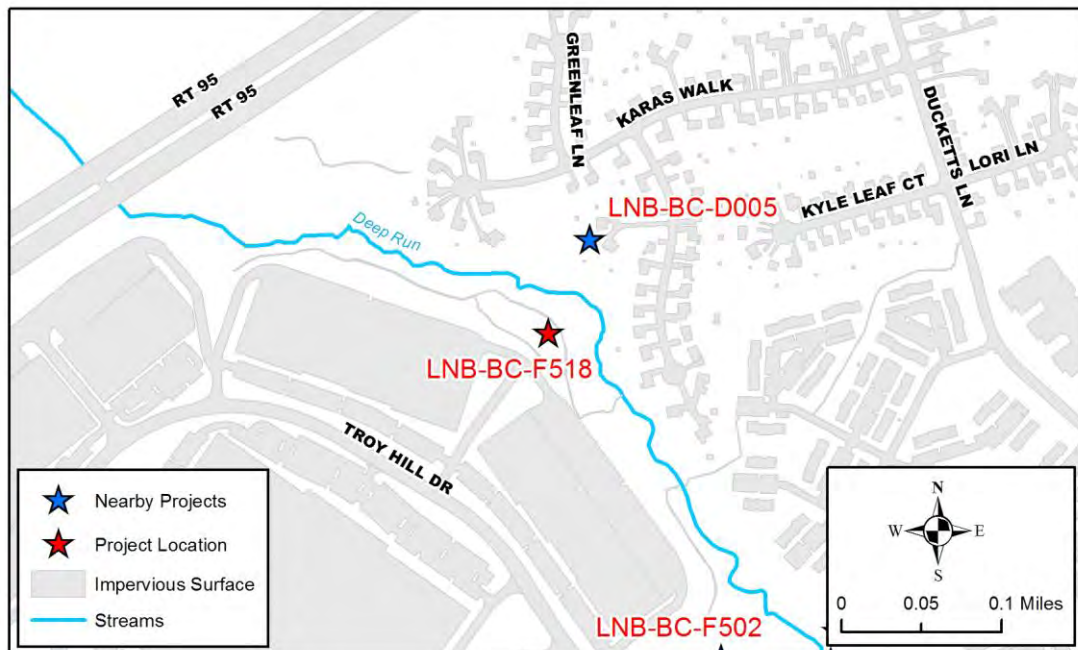 RT 95
RT 95
GREENLEAF LN
KARAS WALK
DUCKETTS LN
LORI LN
KYLE LEAF CT
LNB-BC-D005
Deep Run
LNB-BC-F518
TROY HILL DR
LNB-BC-F502
Nearby Projects
Project Location
Impervious Surface
Streams
N
W E
S
0 0.05 0.1 Miles